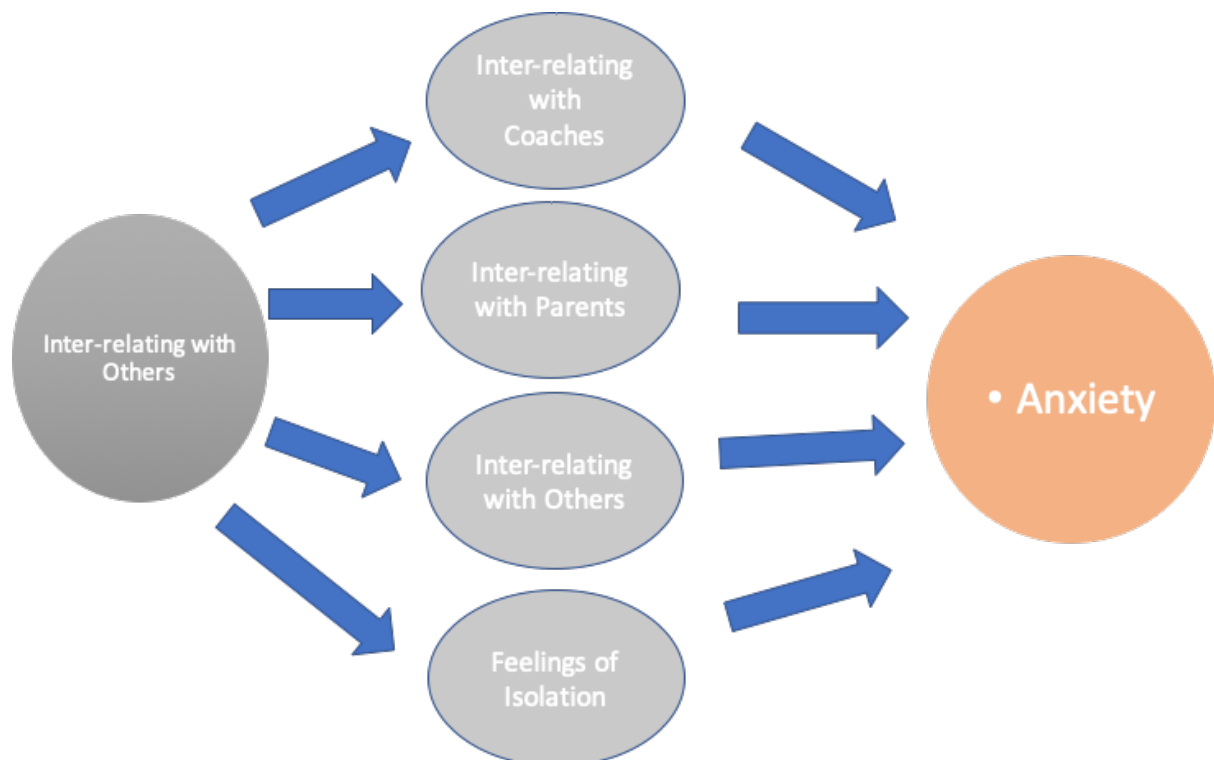 Inter-relating
with
Coaches
Inter-relating
with Parents
Inter-relating with
Others
Inter-relating
with Others
Feelings of
Isolation
• Anxiety